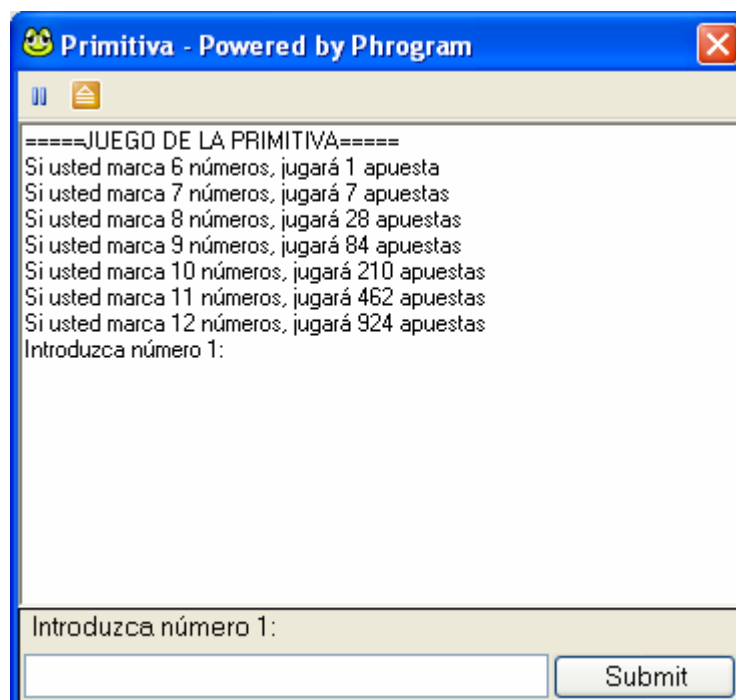 Primitiva - Powered by Phrogram
=====JUEGO DE LA PRIMITIVA=====
Si usted marca 6 números, jugará 1 apuesta
Si usted marca 7 números, jugará 7 apuestas
Si usted marca 8 números, jugará 28 apuestas
Si usted marca 9 números, jugará 84 apuestas
Si usted marca 10 números, jugará 210 apuestas
Si usted marca 11 números, jugará 462 apuestas
Si usted marca 12 números, jugará 924 apuestas
Introduzca número 1:
Introduzca número 1:
Submit